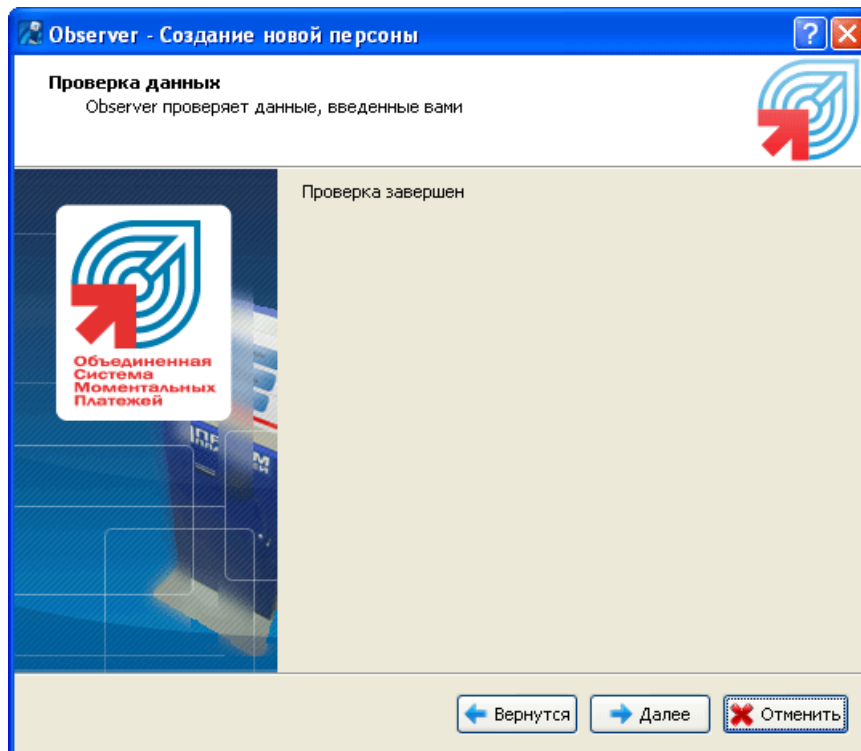 Observer - Создание новой персоны
Проверка данных
Observer проверяет данные, введенные вами
Проверка завершен
Объединенная
Система
Моментальных
Платежей
Вернутся
Далее
Отменить